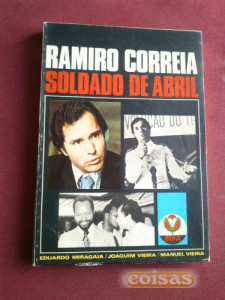 RAMIRO CORREIA
SOLDADO DE ABRIL
EDUARDO MIRAGAIA / JOAQUIM VIEIRA / MANUEL VIEIRA
coisas